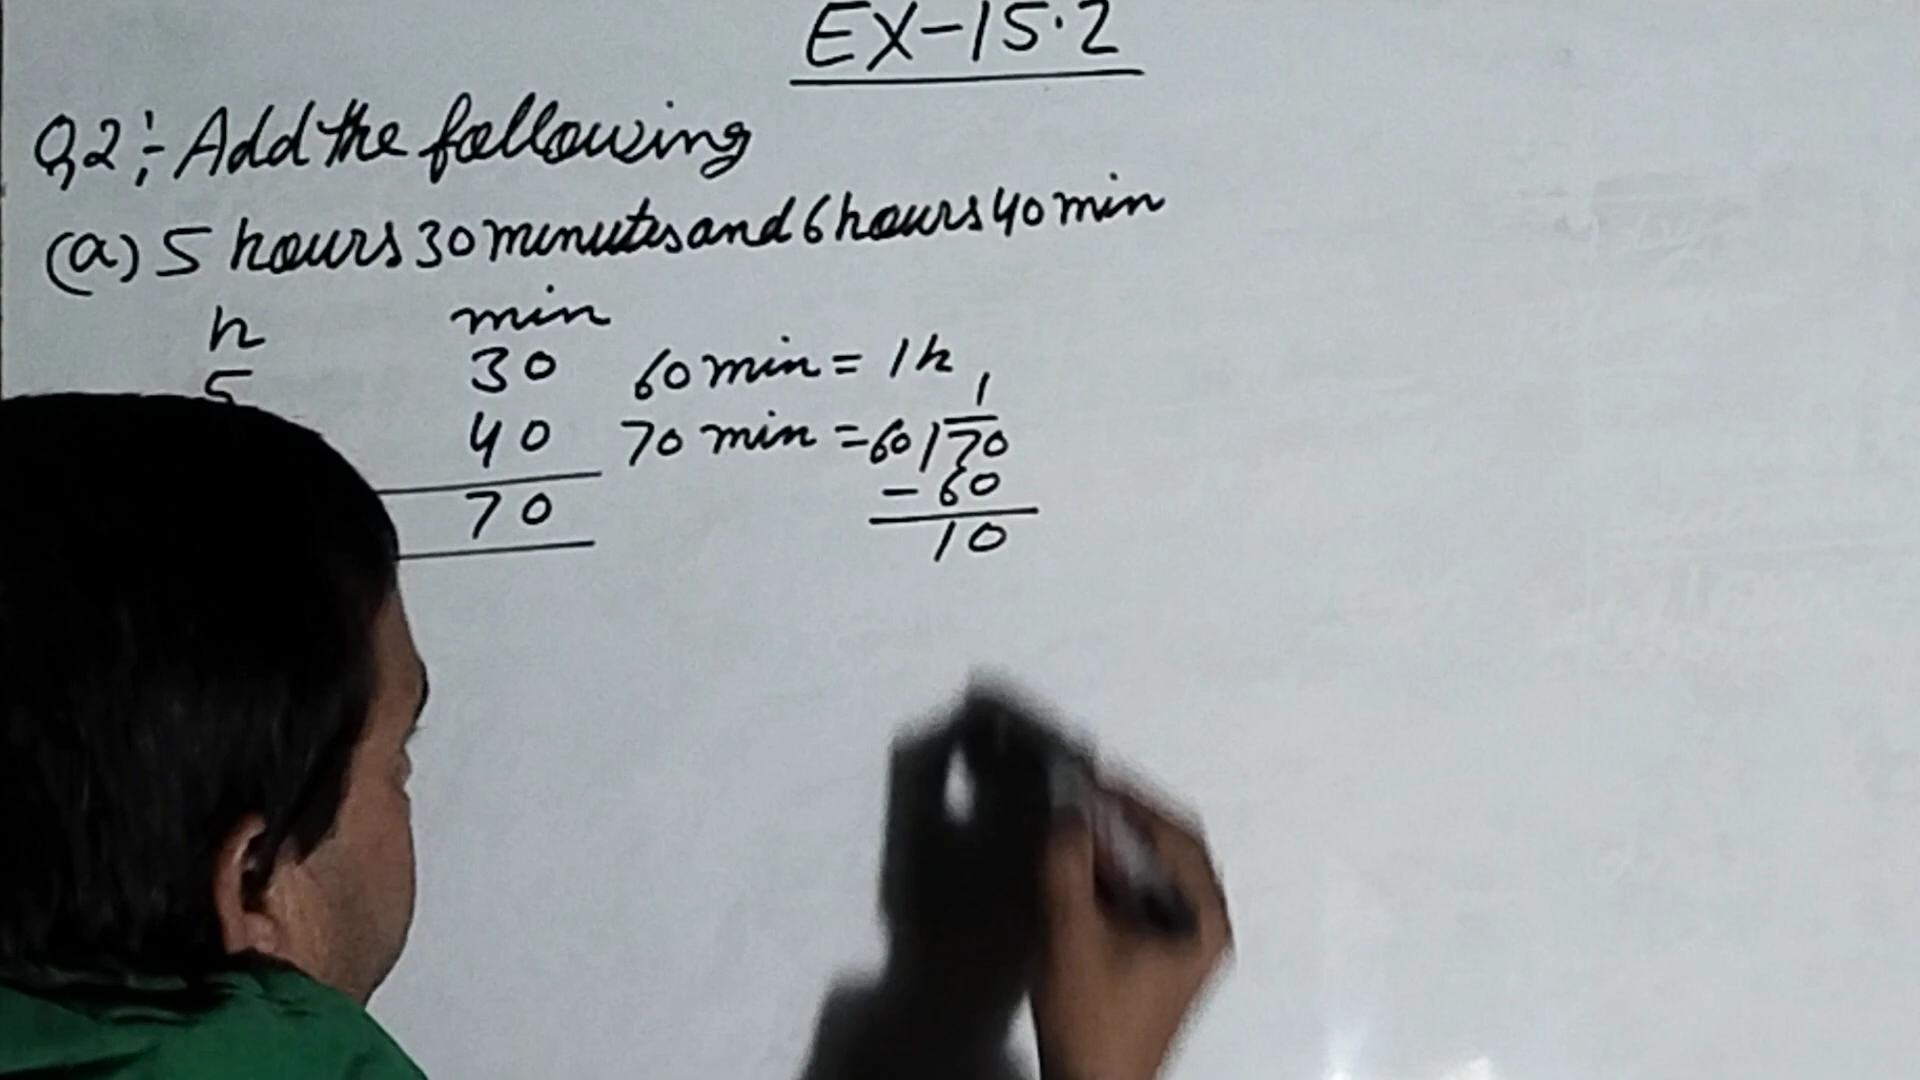 EX-15.2
Q2:- Add the following
(a) 5 hours 30 minutes and 6 hours 40 min
h min
5 30 60 min = 1h
1
40 70 min = 60)70
- 60
70
10